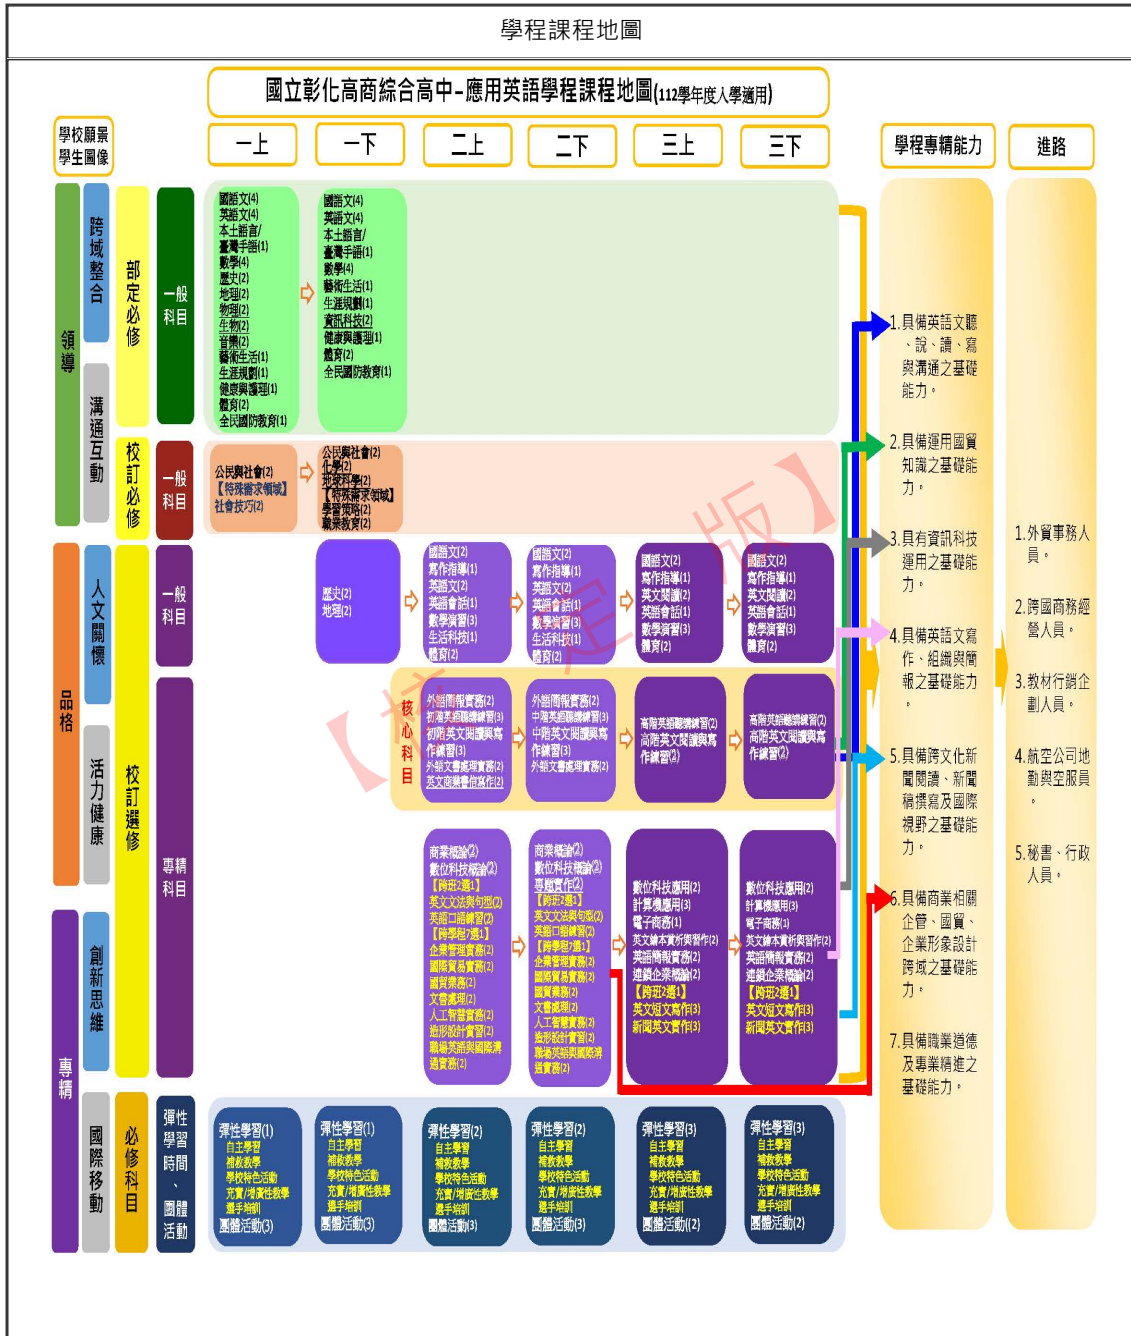 學程課程地圖
國立彰化高商綜合高中–應用英語學程課程地圖(112學年度入學適用)
學校願景
學生圖像
一上
一下
二上
二下
三上
三下
學程專精能力
進路
領導
品格
專精
跨域整合
溝通互動
人文關懷
活力健康
創新思維
國際移動
部定必修
校訂必修
校訂選修
必修科目
一般
科目
國語文(4)
英語文(4)
本土語言/
臺灣手語(1)
數學(4)
歷史(2)
地理(2)
物理(2)
生物(2)
音樂(2)
藝術生活(1)
生涯規劃(1)
健康與護理(1)
體育(2)
全民國防教育(1)
國語文(4)
英語文(4)
本土語言/
臺灣手語(1)
數學(4)
藝術生活(1)
生涯規劃(1)
資訊科技(2)
健康與護理(1)
體育(2)
全民國防教育(1)
一般
科目
公民與社會(2)
【特殊需求領域】
社會技巧(2)
公民與社會(2)
化學(2)
地球科學(2)
【特殊需求領域】
學習策略(2)
職業教育(2)
一般
科目
歷史(2)
地理(2)
國語文(2)
寫作指導(1)
英語文(2)
英語會話(1)
數學演習(3)
生活科技(1)
體育(2)
國語文(2)
寫作指導(1)
英語文(2)
英語會話(1)
數學演習(3)
生活科技(1)
體育(2)
國語文(2)
寫作指導(1)
英文閱讀(2)
英語會話(1)
數學演習(3)
體育(2)
國語文(2)
寫作指導(1)
英文閱讀(2)
英語會話(1)
數學演習(3)
體育(2)
專精
科目
核心科目
外語簡報實務(2)
初階英語聽講練習(3)
初階英文閱讀與寫
作練習(3)
外語文書處理實務(2)
英文商業書信寫作(2)
外語簡報實務(2)
中階英語聽講練習(3)
中階英文閱讀與寫
作練習(3)
外語文書處理實務(2)
高階英語聽講練習(2)
高階英文閱讀與寫
作練習(2)
高階英語聽講練習(2)
高階英文閱讀與寫
作練習(2)
商業概論(2)
數位科技概論(2)
【跨班2選1】
英文文法與句型(2)
英語口語練習(2)
【跨學程7選1】
企業管理實務(2)
國際貿易實務(2)
國貿業務(2)
文書處理(2)
人工智慧實務(2)
造形設計實習(2)
職場英語與國際溝
通實務(2)
商業概論(2)
數位科技概論(2)
專題實作(2)
【跨班2選1】
英文文法與句型(2)
英語口語練習(2)
【跨學程7選1】
企業管理實務(2)
國際貿易實務(2)
國貿業務(2)
文書處理(2)
人工智慧實務(2)
造形設計實習(2)
職場英語與國際溝
通實務(2)
數位科技應用(2)
計算機應用(3)
電子商務(1)
英文繪本賞析與習作(2)
英語簡報實務(2)
連鎖企業概論(2)
【跨班2選1】
英文短文寫作(3)
新聞英文實作(3)
數位科技應用(2)
計算機應用(3)
電子商務(1)
英文繪本賞析與習作(2)
英語簡報實務(2)
連鎖企業概論(2)
【跨班2選1】
英文短文寫作(3)
新聞英文實作(3)
彈性
學習
時間
、
團體
活動
彈性學習(1)
自主學習
補救教學
學校特色活動
充實/增廣性教學
選手培訓
團體活動(3)
彈性學習(1)
自主學習
補救教學
學校特色活動
充實/增廣性教學
選手培訓
團體活動(3)
彈性學習(2)
自主學習
補救教學
學校特色活動
充實/增廣性教學
選手培訓
團體活動(3)
彈性學習(2)
自主學習
補救教學
學校特色活動
充實/增廣性教學
選手培訓
團體活動(3)
彈性學習(3)
自主學習
補救教學
學校特色活動
充實/增廣性教學
選手培訓
團體活動((2)
彈性學習(3)
自主學習
補救教學
學校特色活動
充實/增廣性教學
選手培訓
團體活動(2)
1.具備英語文聽
、說、讀、寫
與溝通之基礎
能力。
2.具備運用國貿
知識之基礎能
力。
3.具有資訊科技
運用之基礎能
力。
4.具備英語文寫
作、組織與簡
報之基礎能力
。
5.具備跨文化新
聞閱讀、新聞
稿撰寫及國際
視野之基礎能
力。
6.具備商業相關
企管、國貿、
企業形象設計
跨域之基礎能
力。
7.具備職業道德
及專業精進之
基礎能力。
1.外貿事務人
員。
2.跨國商務經
營人員。
3.教材行銷企
劃人員。
4.航空公司地
勤與空服員
。
5.秘書、行政
人員。
【核定版】